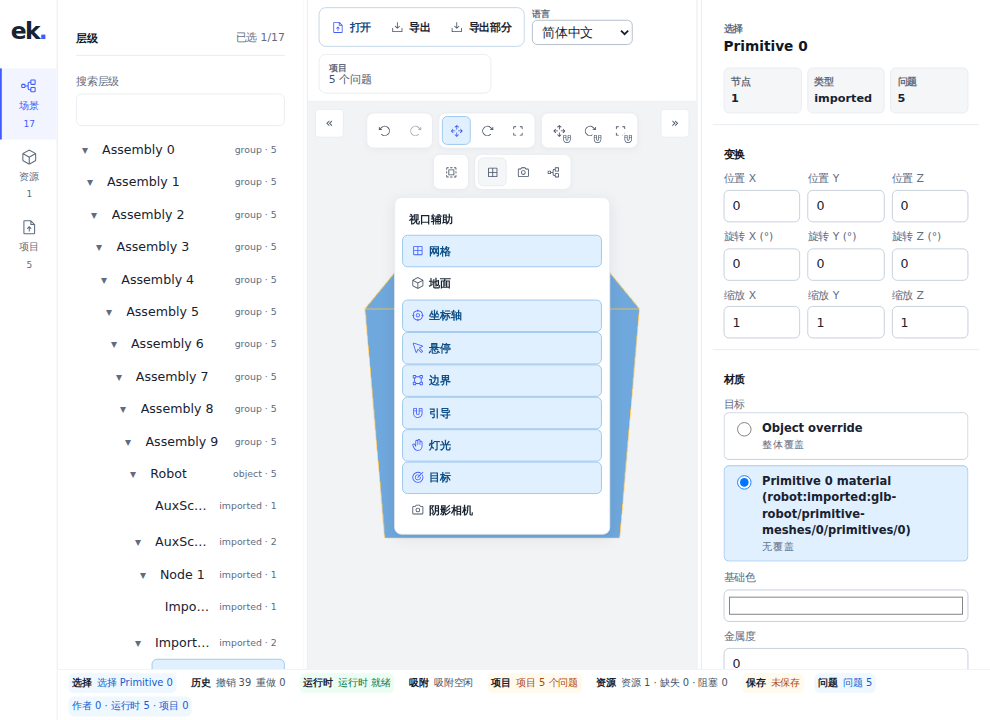 ek.
场景
17
资源
1
项目
5
层级
已选 1/17
搜索层级
Assembly 0 group · 5
Assembly 1 group · 5
Assembly 2 group · 5
Assembly 3 group · 5
Assembly 4 group · 5
Assembly 5 group · 5
Assembly 6 group · 5
Assembly 7 group · 5
Assembly 8 group · 5
Assembly 9 group · 5
Robot object · 5
AuxSc... imported · 1
AuxSc... imported · 2
Node 1 imported · 1
Impo... imported · 1
Import... imported · 2
打开 导出 导出部分
语言
简体中文
项目
5 个问题
« »
视口辅助
网格
地面
坐标轴
悬停
边界
引导
灯光
目标
阴影相机
选择
Primitive 0
节点 类型 问题
1 imported 5
变换
位置 X 位置 Y 位置 Z
0 0 0
旋转 X (°) 旋转 Y (°) 旋转 Z (°)
0 0 0
缩放 X 缩放 Y 缩放 Z
1 1 1
材质
目标
Object override
整体覆盖
Primitive 0 material
(robot:imported:glb-
robot/primitive-
meshes/0/primitives/0)
无覆盖
基础色
金属度
0
选择 选择 Primitive 0 历史 撤销 39 重做 0 运行时 运行时 就绪 吸附 吸附空闲 项目 项目 5 个问题 资源 资源 1 · 缺失 0 · 阻塞 0 保存 未保存 问题 问题 5
作者 0 · 运行时 5 · 项目 0